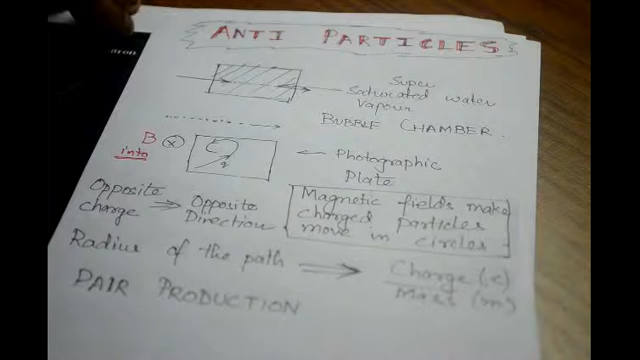 ANTI PARTICLES
Super
Saturated water
Vapour
BUBBLE CHAMBER.
B
into
q
Photographic
Plate
Opposite
charge ⇒ Opposite
Direction
Magnetic fields make
charged particles
move in circles
Radius of the path ⇒ Charge (e)
Mass (m)
PAIR PRODUCTION